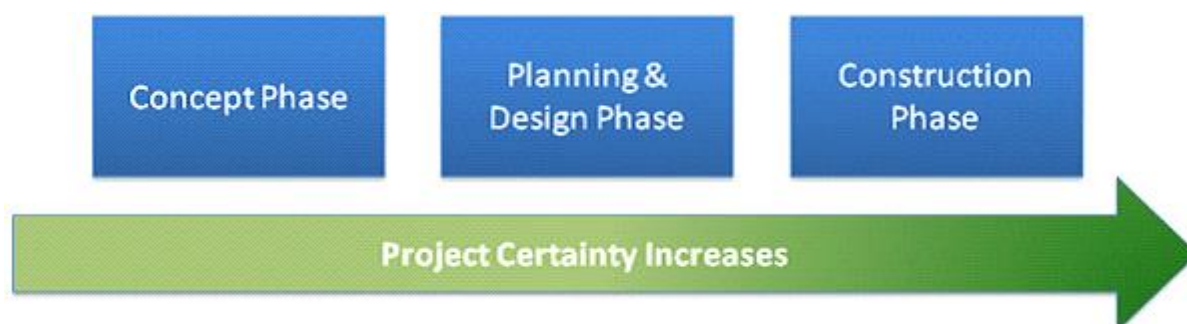 Concept Phase
Planning &
Design Phase
Construction
Phase
Project Certainty Increases